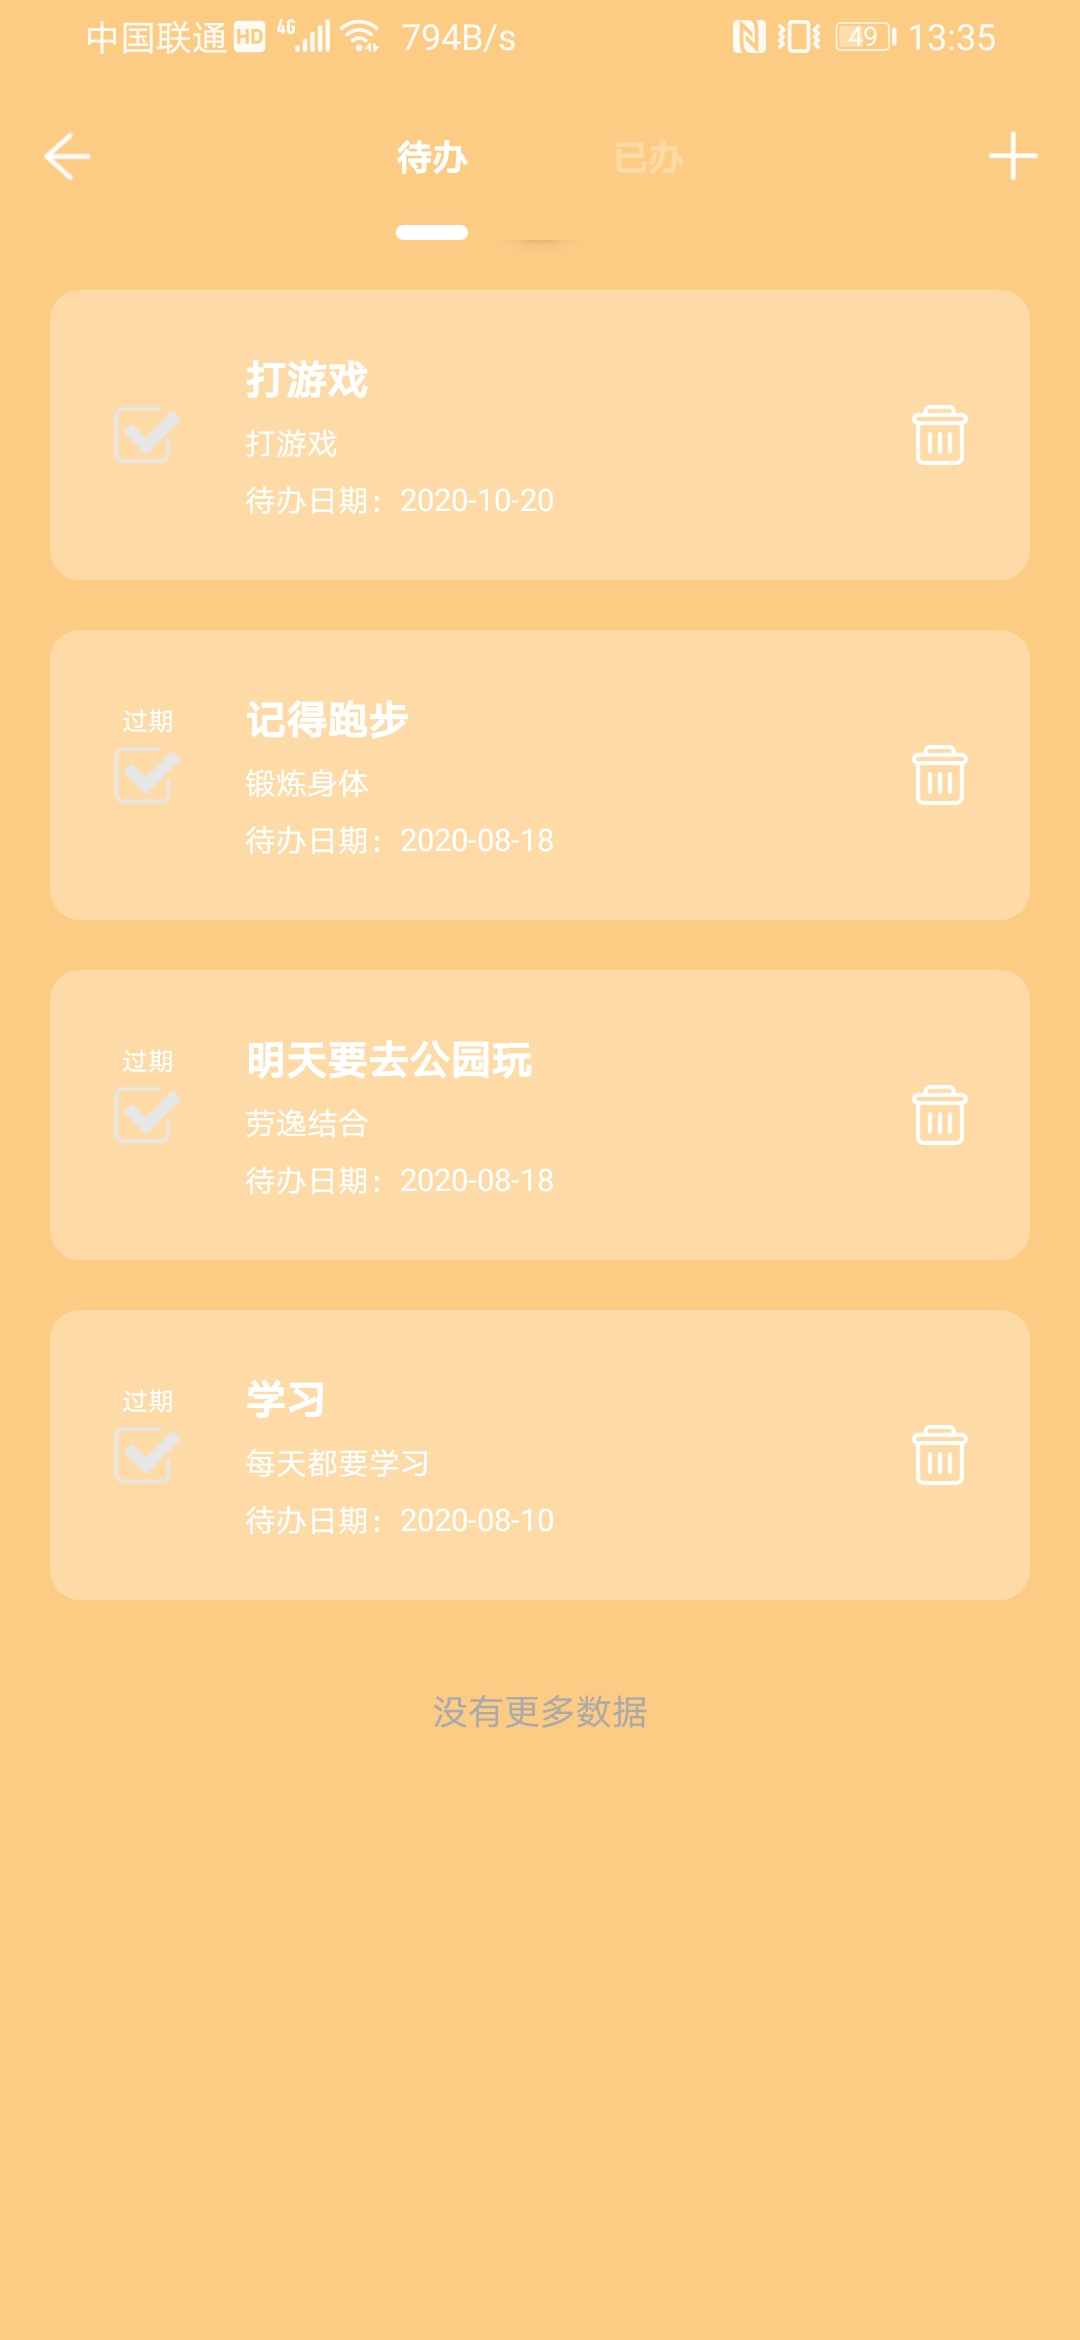 中国联通 HD 4G 794B/s 49 13:35
待办 已办
打游戏
打游戏
待办日期：2020-10-20
过期
记得跑步
锻炼身体
待办日期：2020-08-18
过期
明天要去公园玩
劳逸结合
待办日期：2020-08-18
过期
学习
每天都要学习
待办日期：2020-08-10
没有更多数据